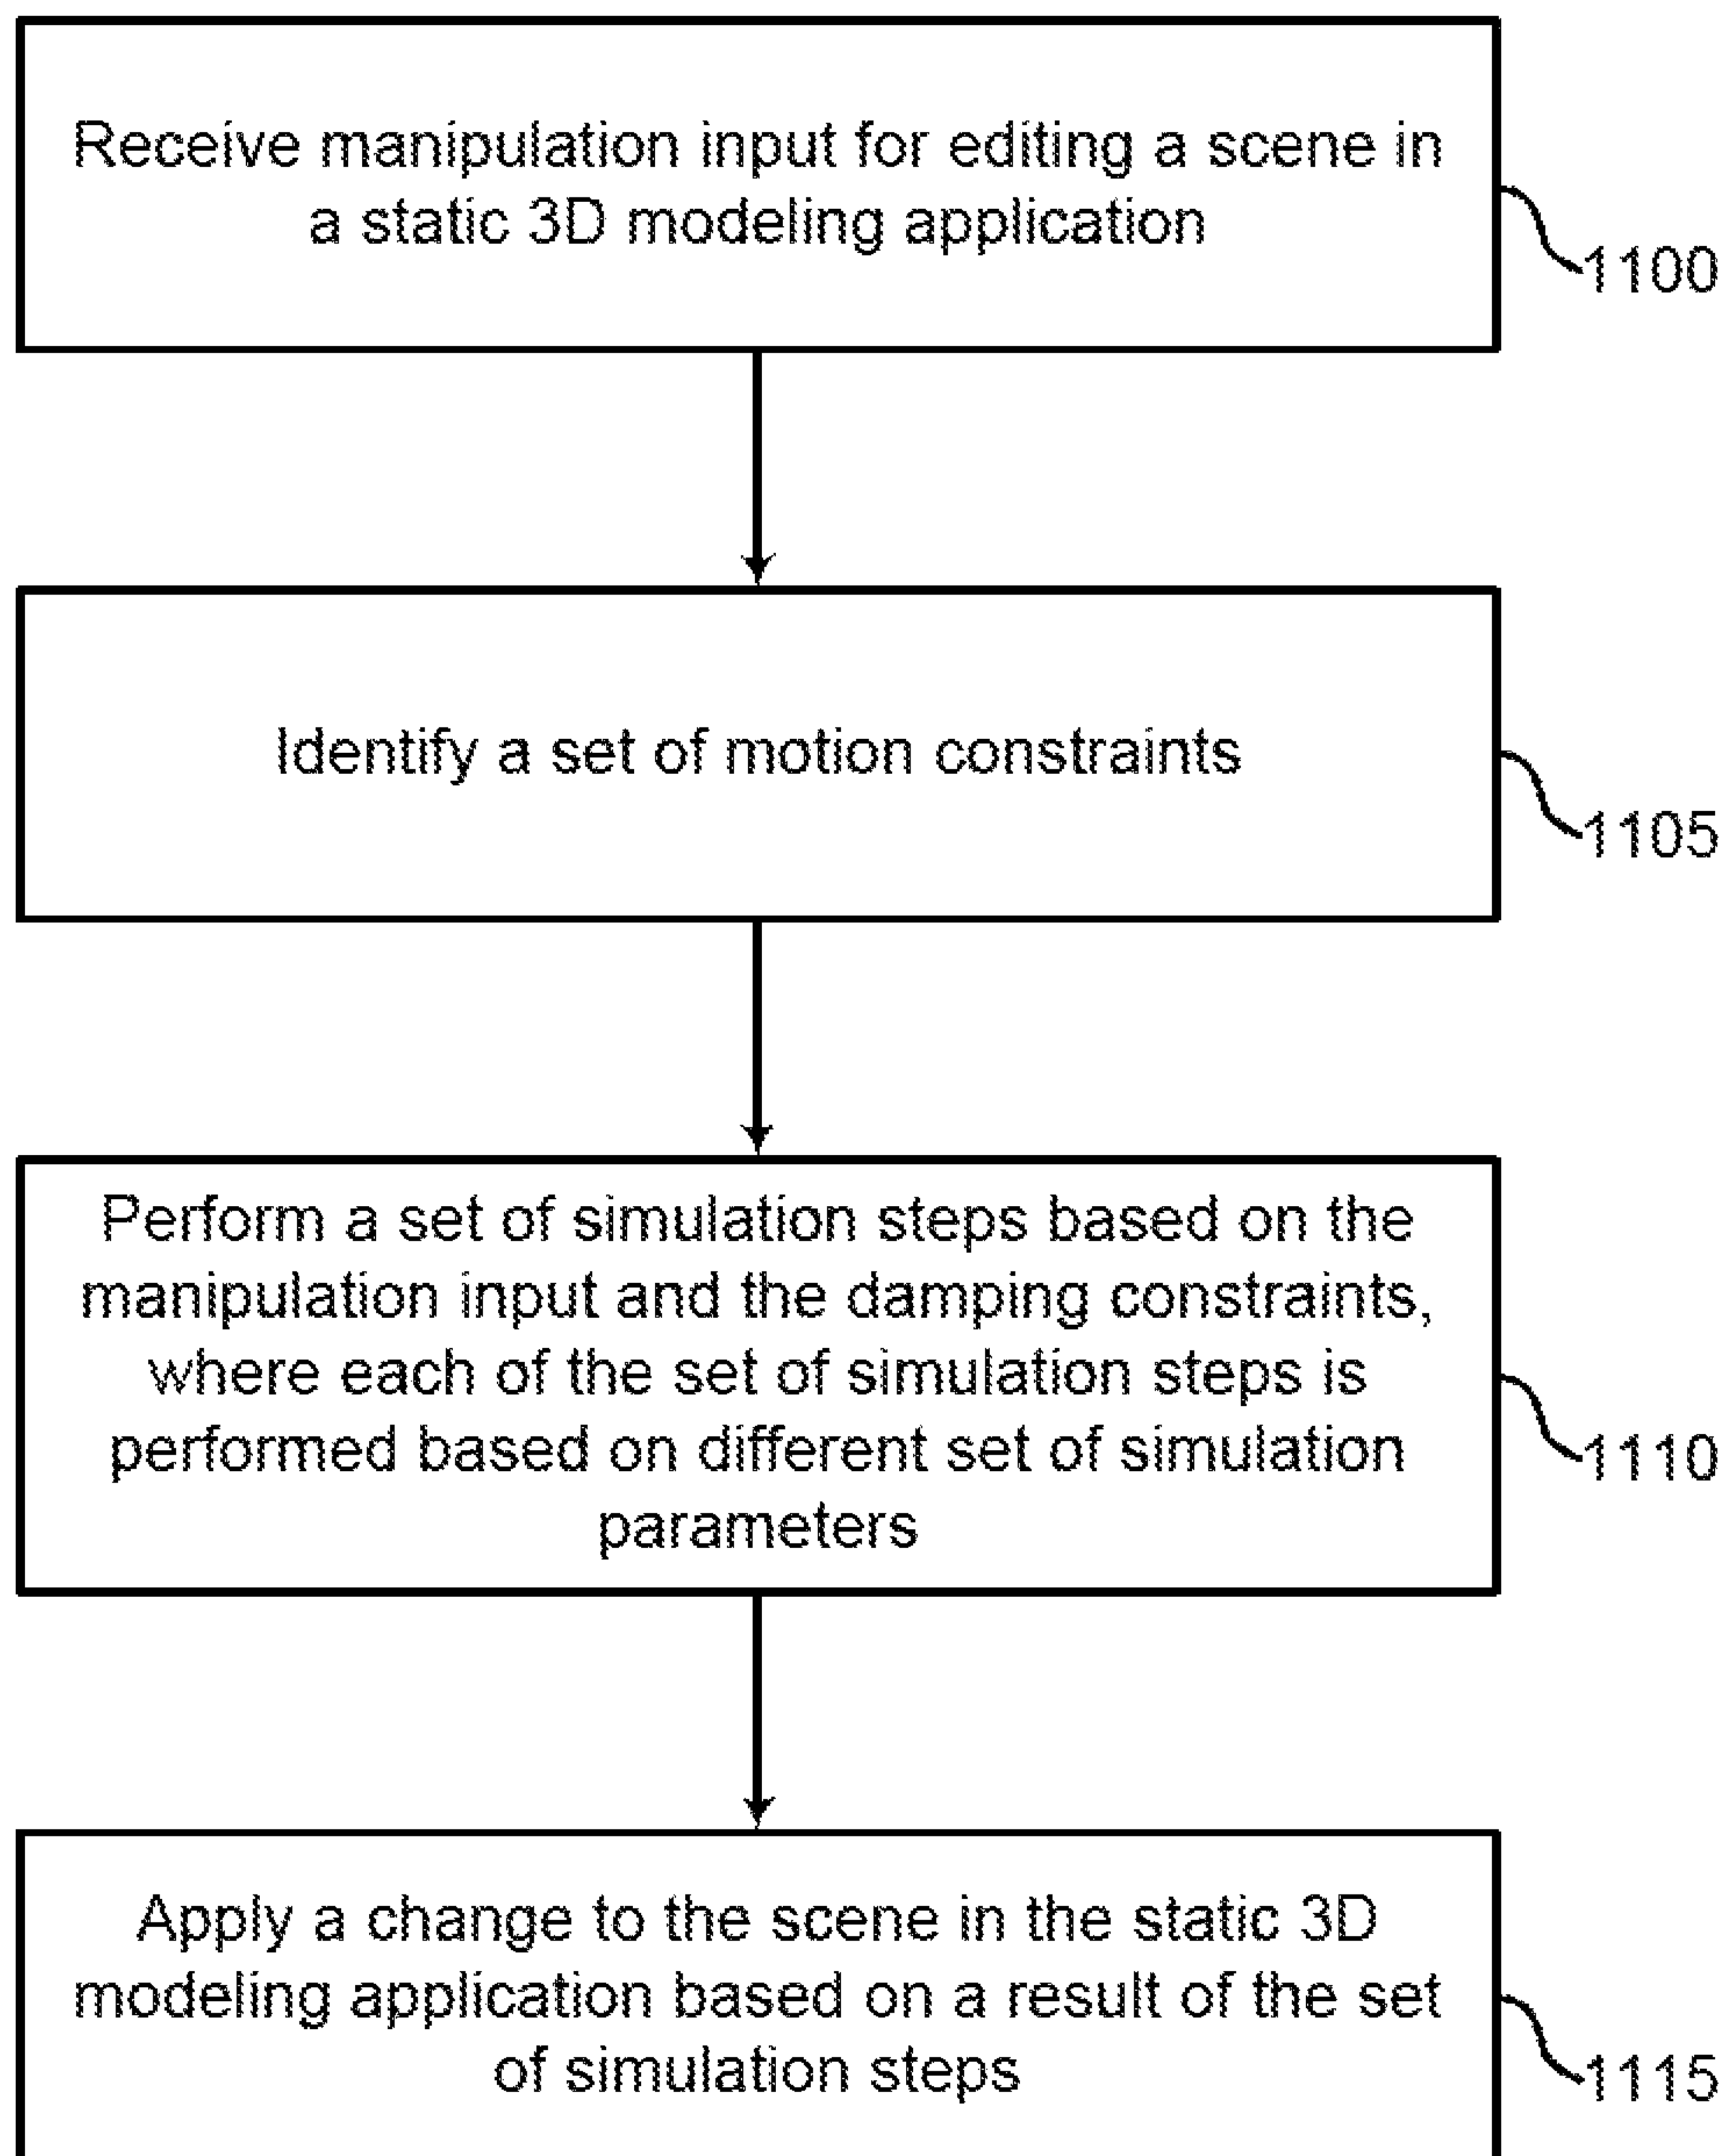 Receive manipulation input for editing a scene in
a static 3D modeling application
1100
Identify a set of motion constraints
1105
Perform a set of simulation steps based on the
manipulation input and the damping constraints,
where each of the set of simulation steps is
performed based on different set of simulation
parameters
1110
Apply a change to the scene in the static 3D
modeling application based on a result of the set
of simulation steps
1115